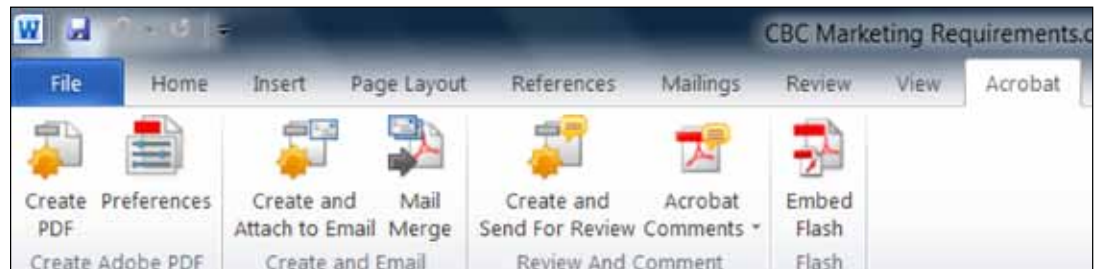 W
CBC Marketing Requirements.
File Home Insert Page Layout References Mailings Review View Acrobat
Create Preferences Create and Mail Create and Acrobat Embed
PDF Attach to Email Merge Send For Review Comments Flash
Create Adobe PDF Create and Email Review And Comment Flash